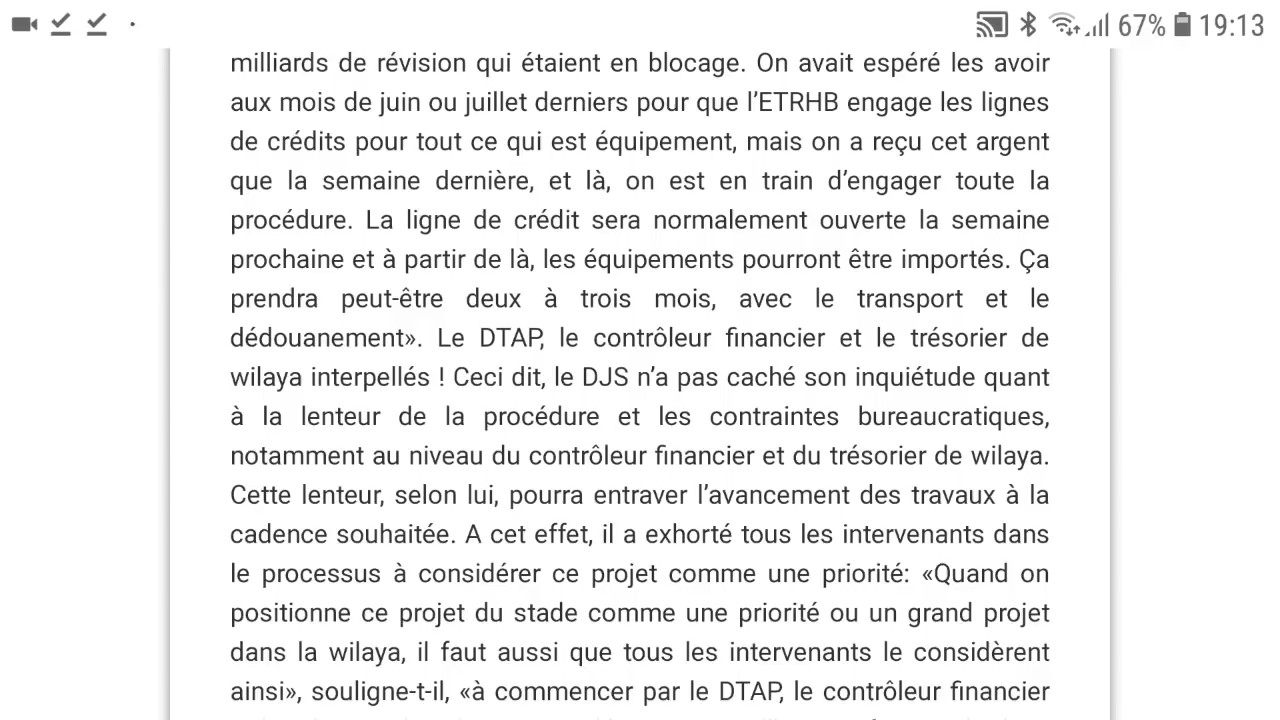 67% 19:13
milliards de révision qui étaient en blocage. On avait espéré les avoir
aux mois de juin ou juillet derniers pour que l’ETRHB engage les lignes
de crédits pour tout ce qui est équipement, mais on a reçu cet argent
que la semaine dernière, et là, on est en train d’engager toute la
procédure. La ligne de crédit sera normalement ouverte la semaine
prochaine et à partir de là, les équipements pourront être importés. Ça
prendra peut-être deux à trois mois, avec le transport et le
dédouanement». Le DTAP, le contrôleur financier et le trésorier de
wilaya interpellés ! Ceci dit, le DJS n’a pas caché son inquiétude quant
à la lenteur de la procédure et les contraintes bureaucratiques,
notamment au niveau du contrôleur financier et du trésorier de wilaya.
Cette lenteur, selon lui, pourra entraver l’avancement des travaux à la
cadence souhaitée. A cet effet, il a exhorté tous les intervenants dans
le processus à considérer ce projet comme une priorité: «Quand on
positionne ce projet du stade comme une priorité ou un grand projet
dans la wilaya, il faut aussi que tous les intervenants le considèrent
ainsi», souligne-t-il, «à commencer par le DTAP, le contrôleur financier